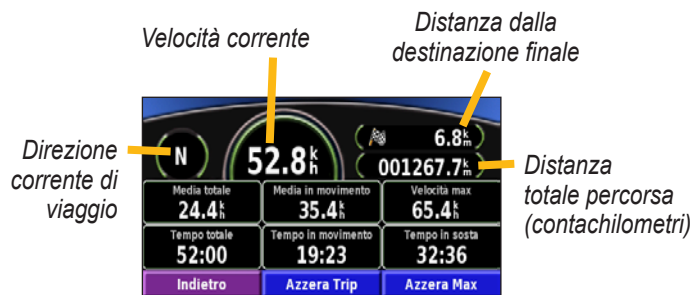 Velocità corrente
Distanza dalla
destinazione finale
Direzione
corrente di
viaggio
N
52.8 k/h
6.8 k/m
001267.7 k/m
Distanza
totale percorsa
(contachilometri)
Media totale
24.4 k/h
Media in movimento
35.4 k/h
Velocità max
65.4 k/h
Tempo totale
52:00
Tempo in movimento
19:23
Tempo in sosta
32:36
Indietro
Azzera Trip
Azzera Max